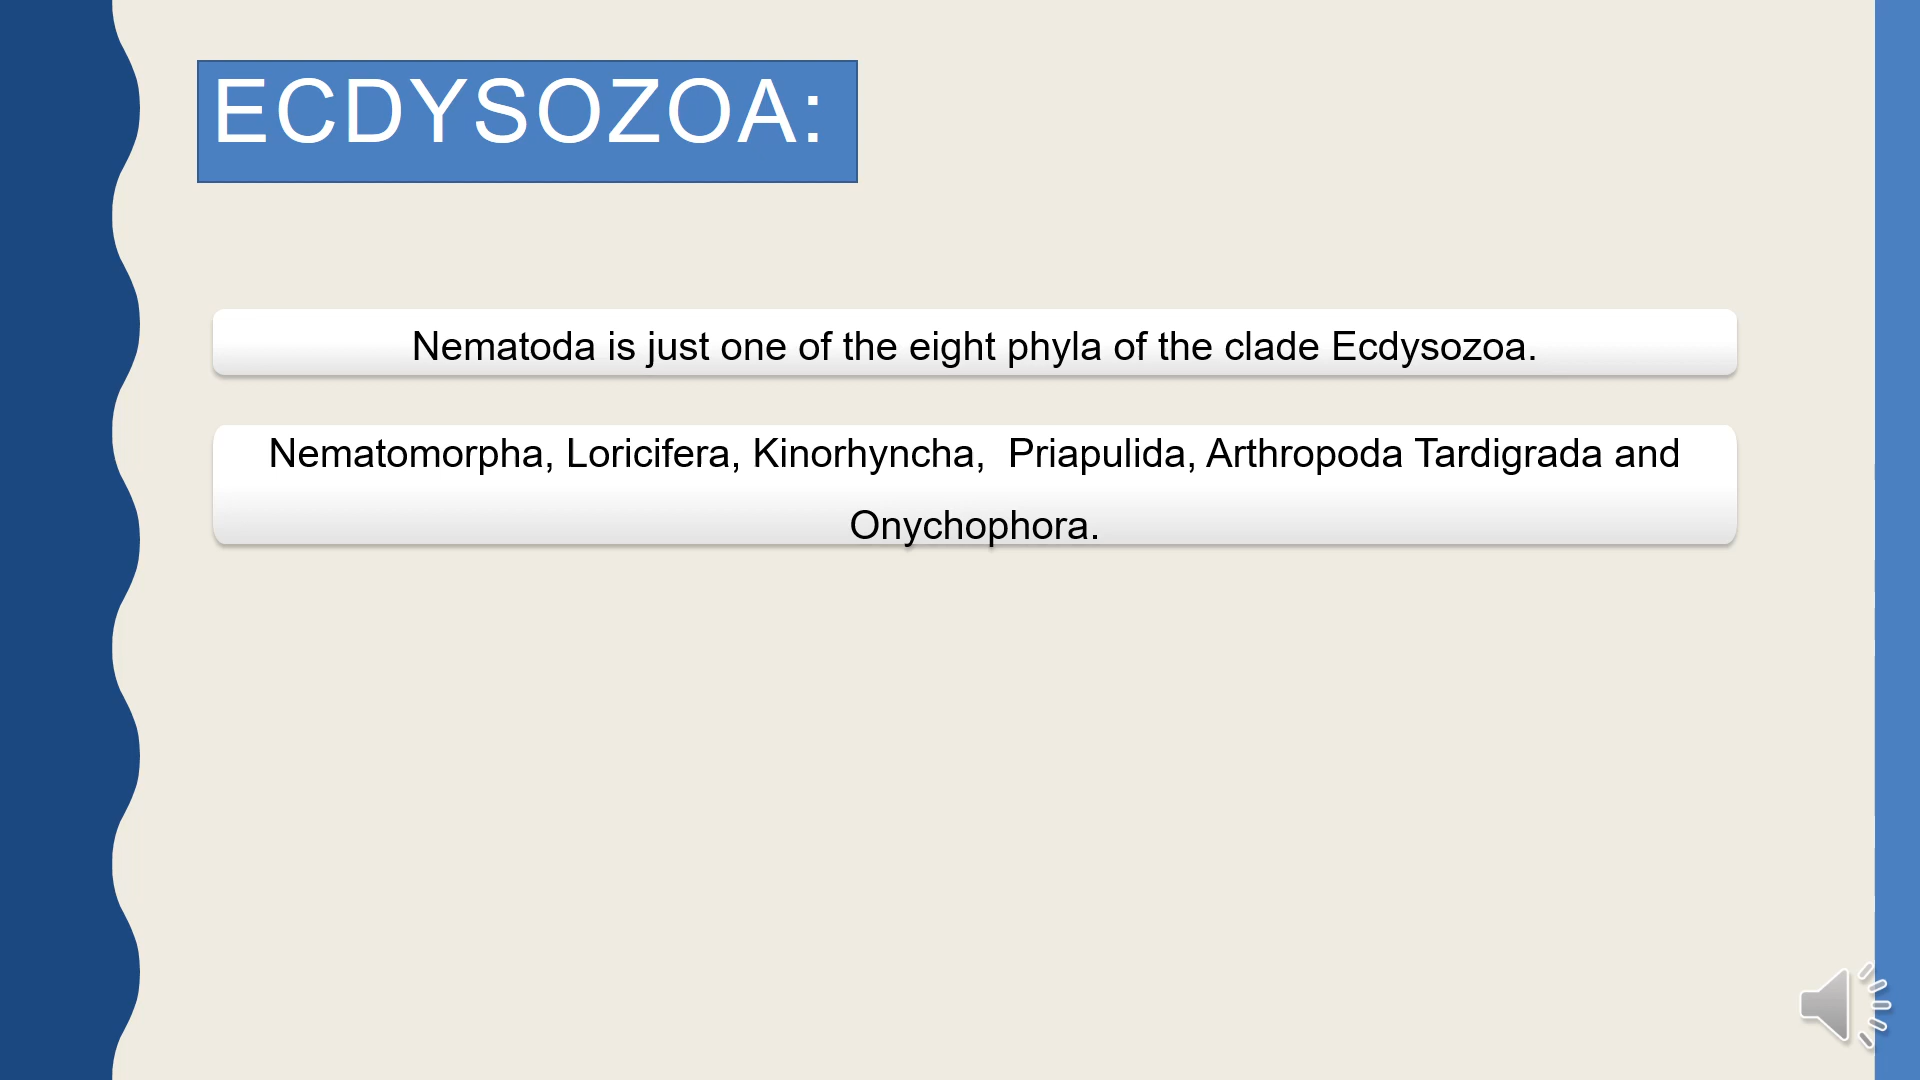 ECDYSOZOA:
Nematoda is just one of the eight phyla of the clade Ecdysozoa.
Nematomorpha, Loricifera, Kinorhyncha,  Priapulida, Arthropoda Tardigrada and
Onychophora.